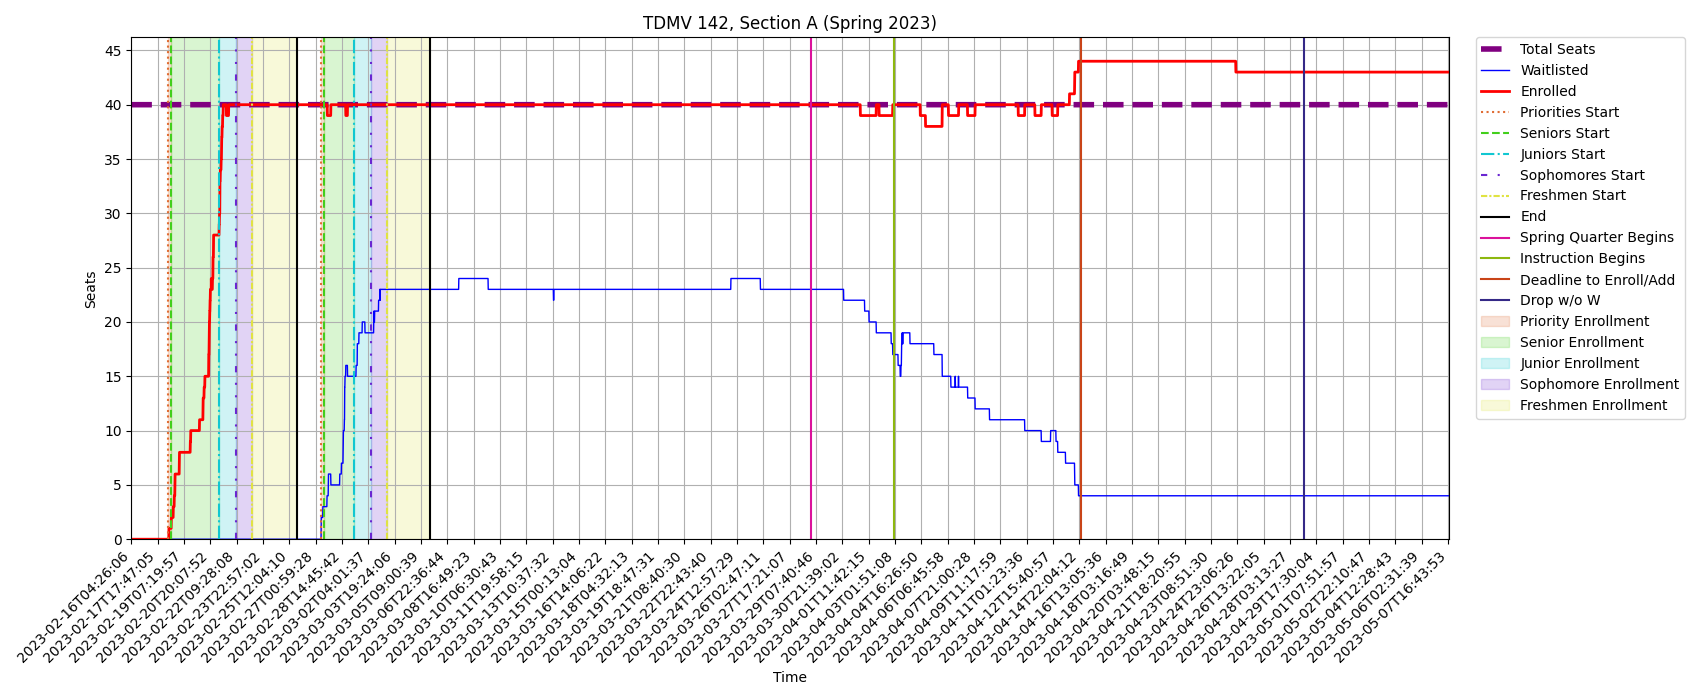 TDMV 142, Section A (Spring 2023)
Seats
45
40
35
30
25
20
15
10
5
0
2023-02-16T04:26:06
2023-02-17T17:47:05
2023-02-19T07:19:57
2023-02-20T20:07:52
2023-02-22T09:28:08
2023-02-23T22:57:02
2023-02-25T12:04:10
2023-02-27T00:59:28
2023-02-28T14:45:42
2023-03-02T04:01:37
2023-03-03T19:24:06
2023-03-05T09:00:39
2023-03-06T22:36:44
2023-03-08T16:49:23
2023-03-10T06:30:43
2023-03-11T19:58:15
2023-03-13T10:37:32
2023-03-15T00:13:04
2023-03-16T14:06:22
2023-03-18T04:32:13
2023-03-19T18:47:31
2023-03-21T08:40:30
2023-03-22T22:43:40
2023-03-24T12:57:29
2023-03-26T02:47:11
2023-03-27T17:21:07
2023-03-29T07:40:46
2023-03-30T21:39:02
2023-04-01T11:42:15
2023-04-03T01:51:08
2023-04-04T16:26:50
2023-04-06T06:45:58
2023-04-07T21:00:28
2023-04-09T11:17:59
2023-04-11T01:23:36
2023-04-12T15:40:57
2023-04-14T22:04:12
2023-04-16T13:05:36
2023-04-18T03:16:49
2023-04-20T03:48:15
2023-04-21T18:20:55
2023-04-23T08:51:30
2023-04-24T23:06:26
2023-04-26T13:22:05
2023-04-28T03:13:27
2023-04-29T17:30:04
2023-05-01T07:51:57
2023-05-02T22:10:47
2023-05-04T12:28:43
2023-05-06T02:31:39
2023-05-07T16:43:53
Time
Total Seats
Waitlisted
Enrolled
Priorities Start
Seniors Start
Juniors Start
Sophomores Start
Freshmen Start
End
Spring Quarter Begins
Instruction Begins
Deadline to Enroll/Add
Drop w/o W
Priority Enrollment
Senior Enrollment
Junior Enrollment
Sophomore Enrollment
Freshmen Enrollment